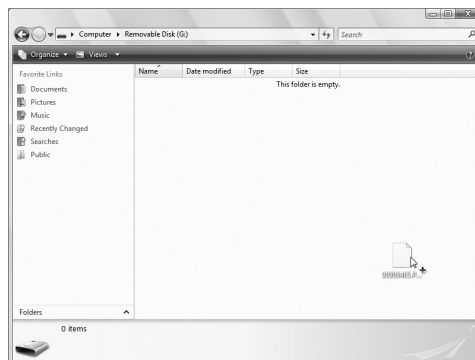 Computer ▸ Removable Disk (G:)
Search
Organize ▾ Views ▾
Favorite Links
Documents
Pictures
Music
Recently Changed
Searches
Public
Folders
Name Date modified Type Size
This folder is empty.
0 items